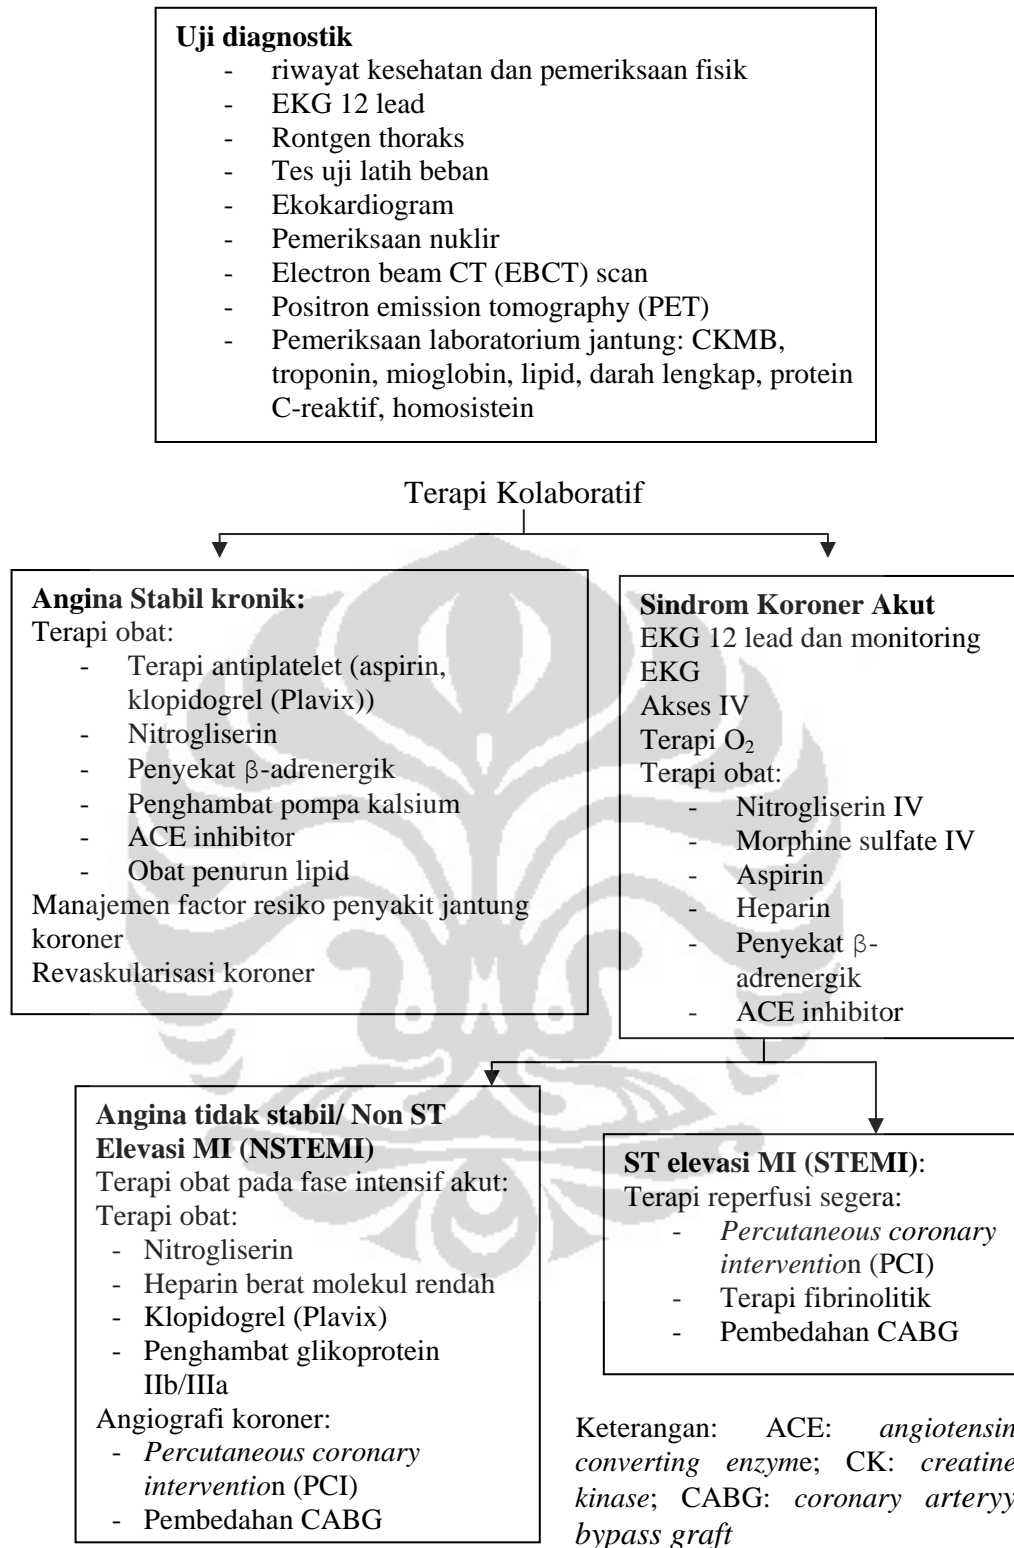 Uji diagnostik
- riwayat kesehatan dan pemeriksaan fisik
- EKG 12 lead
- Rontgen thoraks
- Tes uji latih beban
- Ekokardiogram
- Pemeriksaan nuklir
- Electron beam CT (EBCT) scan
- Positron emission tomography (PET)
- Pemeriksaan laboratorium jantung: CKMB,
troponin, mioglobin, lipid, darah lengkap, protein
C-reaktif, homosistein
Terapi Kolaboratif
Angina Stabil kronik:
Terapi obat:
- Terapi antiplatelet (aspirin,
klopidogrel (Plavix))
- Nitrogliserin
- Penyekat β-adrenergik
- Penghambat pompa kalsium
- ACE inhibitor
- Obat penurun lipid
Manajemen factor resiko penyakit jantung
koroner
Revaskularisasi koroner
Sindrom Koroner Akut
EKG 12 lead dan monitoring
EKG
Akses IV
Terapi O₂
Terapi obat:
- Nitrogliserin IV
- Morphine sulfate IV
- Aspirin
- Heparin
- Penyekat β-
adrenergik
- ACE inhibitor
Angina tidak stabil/ Non ST
Elevasi MI (NSTEMI)
Terapi obat pada fase intensif akut:
Terapi obat:
- Nitrogliserin
- Heparin berat molekul rendah
- Klopidogrel (Plavix)
- Penghambat glikoprotein
IIb/IIIa
Angiografi koroner:
- Percutaneous coronary
intervention (PCI)
- Pembedahan CABG
ST elevasi MI (STEMI):
Terapi reperfusi segera:
- Percutaneous coronary
intervention (PCI)
- Terapi fibrinolitik
- Pembedahan CABG
Keterangan: ACE: angiotensin
converting enzyme; CK: creatine
kinase; CABG: coronary arteryy
bypass graft